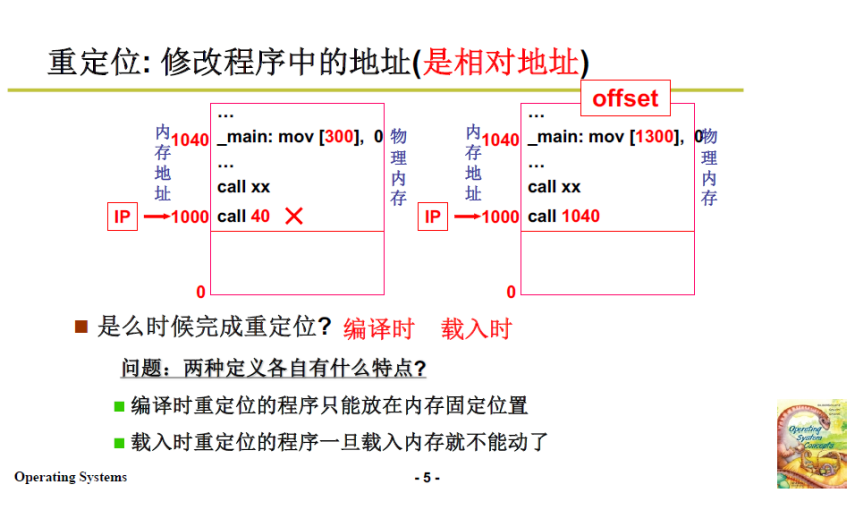 重定位: 修改程序中的地址(是相对地址)
offset
内存地址
1040
...
_main: mov [300], 0
...
call xx
IP
1000
call 40
0
物理内存
内存地址
1040
...
_main: mov [1300], 0
...
call xx
IP
1000
call 1040
0
物理内存
是么时候完成重定位? 编译时 载入时
问题：两种定义各自有什么特点?
编译时重定位的程序只能放在内存固定位置
载入时重定位的程序一旦载入内存就不能动了
Operating Systems
- 5 -
Operating
System
Concepts